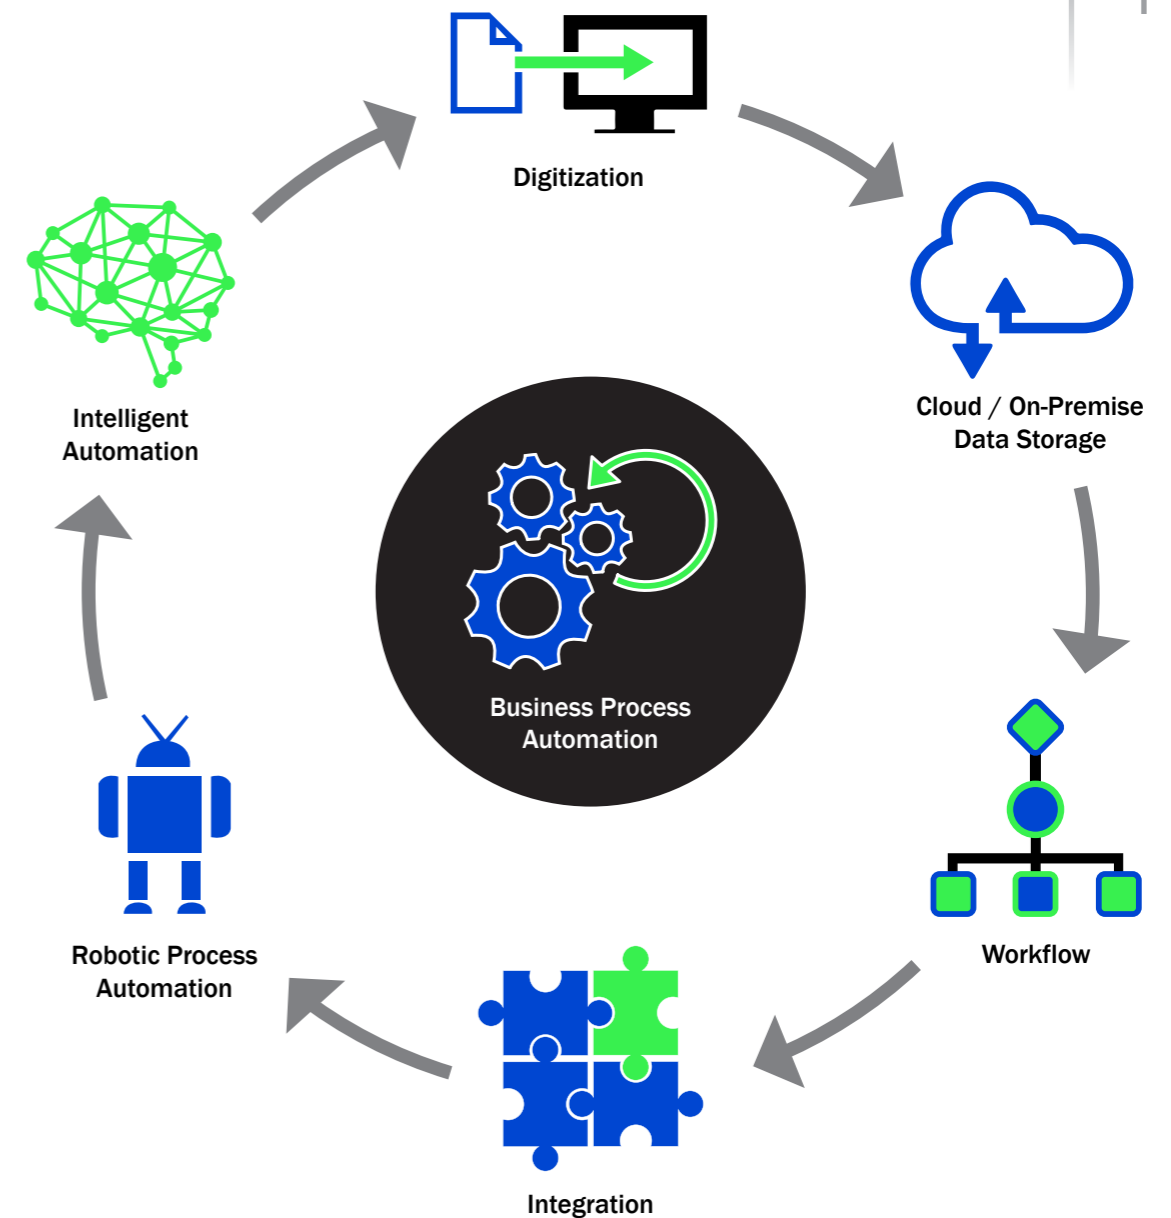 Digitization
Cloud / On-Premise
Data Storage
Workflow
Integration
Robotic Process
Automation
Intelligent
Automation
Business Process
Automation